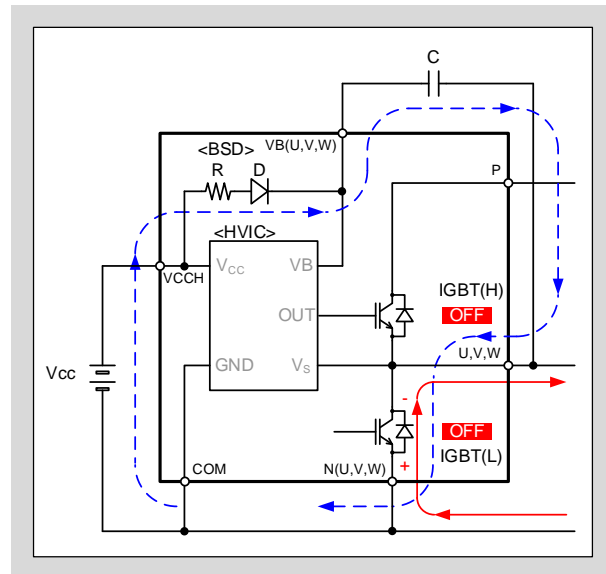 C
VB(U,V,W)
<BSD>
R D
P
<HVIC>
VCCH
VCC VB
IGBT(H)
OUT
OFF
U,V,W
GND VS
Vcc
-
OFF
+
IGBT(L)
COM
N(U,V,W)